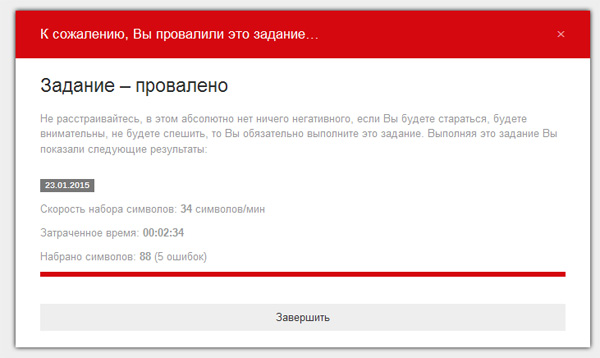 К сожалению, Вы провалили это задание…
×
Задание – провалено
Не расстраивайтесь, в этом абсолютно нет ничего негативного, если Вы будете стараться, будете
внимательны, не будете спешить, то Вы обязательно выполните это задание. Выполняя это задание Вы
показали следующие результаты:
23.01.2015
Скорость набора символов: 34 символов/мин
Затраченное время: 00:02:34
Набрано символов: 88 (5 ошибок)
Завершить